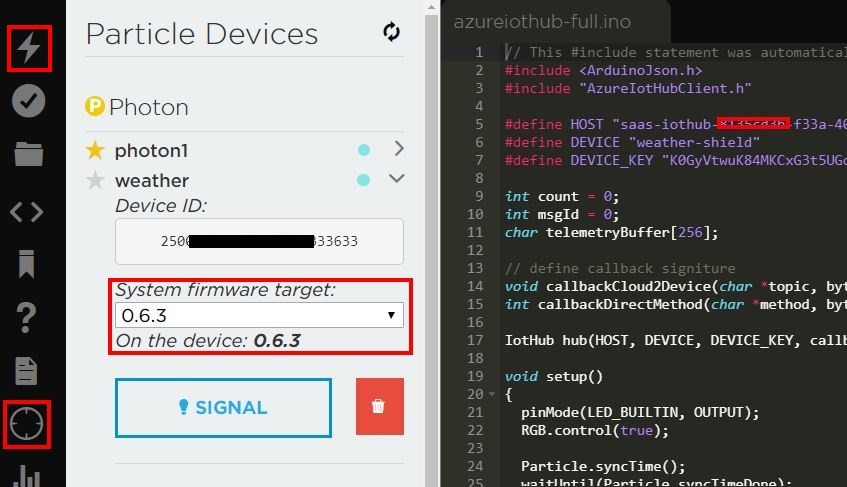 Particle Devices
P Photon
photon1
weather
Device ID:
2500 333633
System firmware target:
0.6.3
On the device: 0.6.3
SIGNAL
azureiothub-full.ino
1 // This #include statement was automatical
2 #include <ArduinoJson.h>
3 #include "AzureIotHubClient.h"
4
5 #define HOST "saas-iothub- -f33a-40
6 #define DEVICE "weather-shield"
7 #define DEVICE_KEY "K0GyVtwuK84MKCxG3t5UGo
8
9 int count = 0;
10 int msgId = 0;
11 char telemetryBuffer[256];
12
13 // define callback signiture
14 void callbackCloud2Device(char *topic, byt
15 int callbackDirectMethod(char *method, byt
16
17 IotHub hub(HOST, DEVICE, DEVICE_KEY, callb
18
19 void setup()
20 {
21 pinMode(LED_BUILTIN, OUTPUT);
22 RGB.control(true);
23
24 Particle.syncTime();
25 waitUntil(Particle.syncTimeDone);